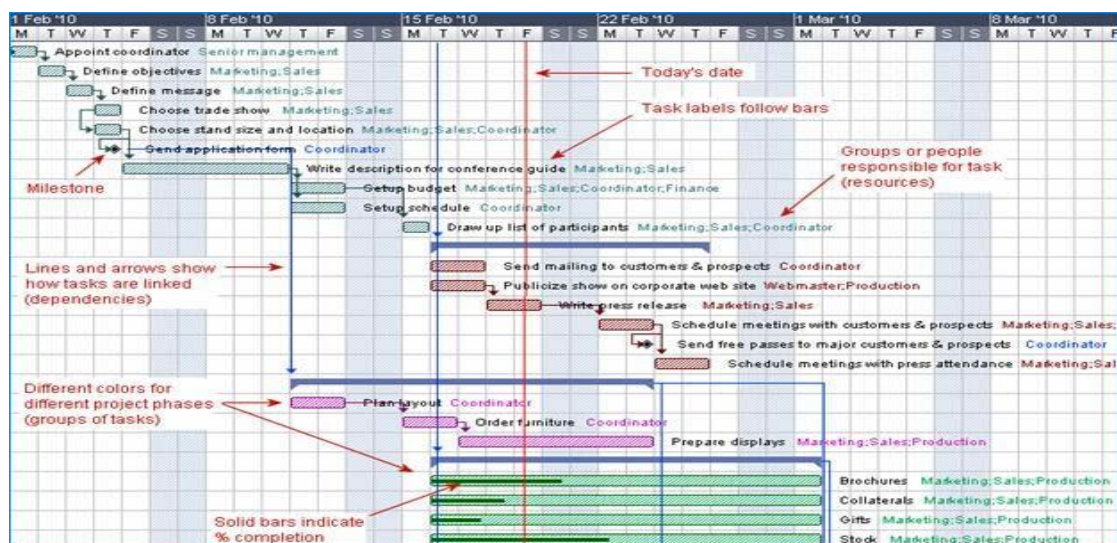 1 Feb '10 8 Feb '10 15 Feb '10 22 Feb '10 1 Mar '10 8 Mar '10
M T W T F S S M T W T F S S M T W T F S S M T W T F S S M T W T F S S M T W T F
Appoint coordinator Senior management
Define objectives Marketing;Sales
Today's date
Define message Marketing;Sales
Choose trade show Marketing;Sales
Task labels follow bars
Choose stand size and location Marketing;Sales;Coordinator
Send application form Coordinator
Groups or people
responsible for task
(resources)
Write description for conference guide Marketing;Sales
Milestone
Setup budget Marketing;Sales;Coordinator;Finance
Setup schedule Coordinator
Draw up list of participants Marketing;Sales;Coordinator
Lines and arrows show
how tasks are linked
(dependencies)
Send mailing to customers & prospects Coordinator
Publicize show on corporate web site Webmaster;Production
Write press release Marketing;Sales
Schedule meetings with customers & prospects Marketing;Sales;
Send free passes to major customers & prospects Coordinator
Schedule meetings with press attendance Marketing;Sal
Different colors for
different project phases
(groups of tasks)
Plan layout Coordinator
Order furniture Coordinator
Prepare displays Marketing;Sales;Production
Brochures Marketing;Sales;Production
Collaterals Marketing;Sales;Production
Gifts Marketing;Sales;Production
Stock Marketing;Sales;Production
Solid bars indicate
% completion